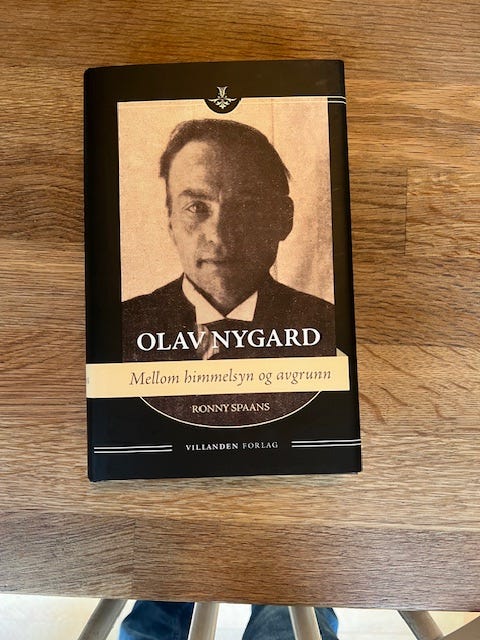 OLAV NYGARD
Mellom himmelsyn og avgrunn
RONNY SPAANS
VILLANDEN FORLAG